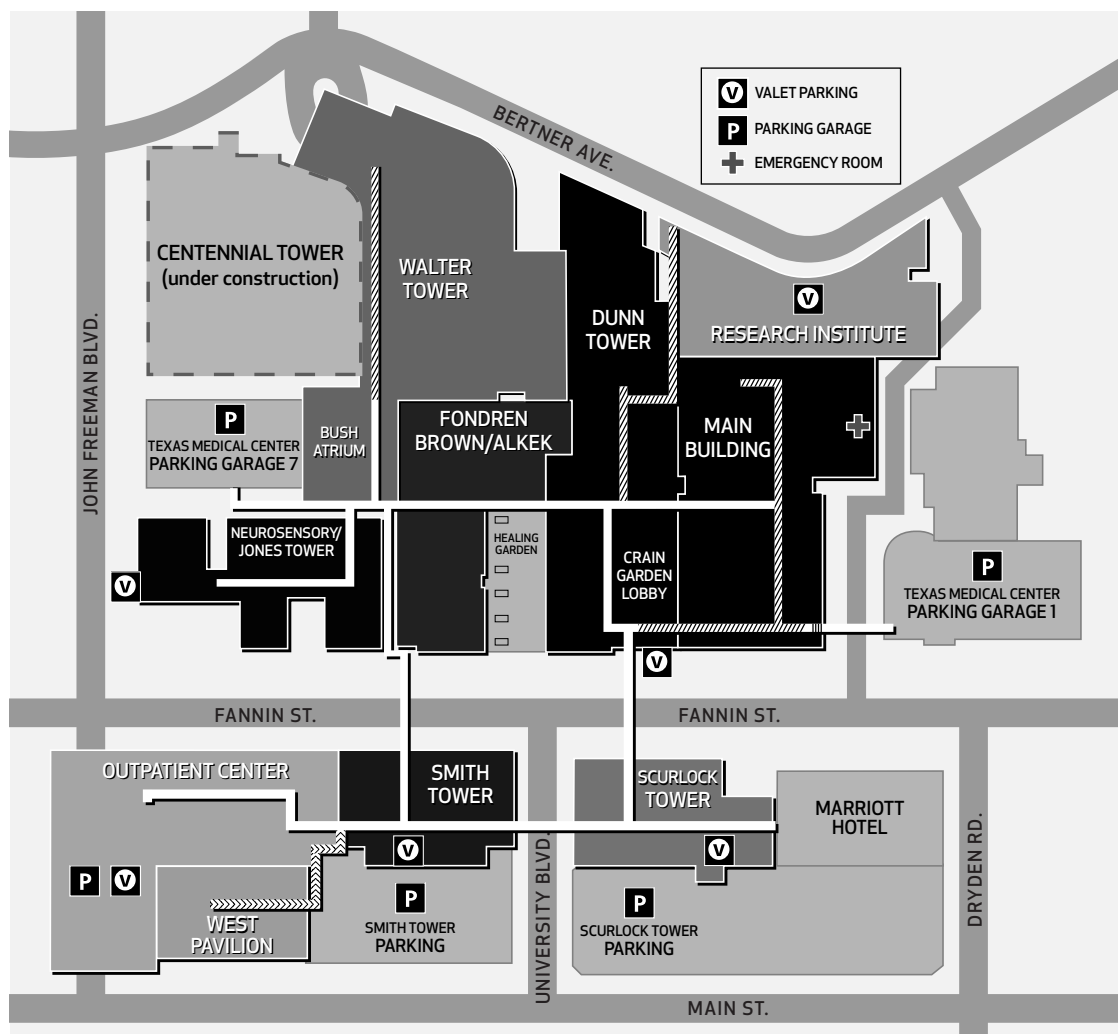 BERTNER AVE.
V VALET PARKING
P PARKING GARAGE
EMERGENCY ROOM
CENTENNIAL TOWER
(under construction)
WALTER
TOWER
DUNN
TOWER
V
RESEARCH INSTITUTE
JOHN FREEMAN BLVD.
P
TEXAS MEDICAL CENTER
PARKING GARAGE 7
BUSH
ATRIUM
FONDREN
BROWN/ALKEK
MAIN
BUILDING
NEUROSENSORY/
JONES TOWER
HEALING
GARDEN
CRAIN
GARDEN
LOBBY
V
P
TEXAS MEDICAL CENTER
PARKING GARAGE 1
V
FANNIN ST.
FANNIN ST.
OUTPATIENT CENTER
SMITH
TOWER
SCURLOCK
TOWER
MARRIOTT
HOTEL
V
V
P
V
WEST
PAVILION
P
SMITH TOWER
PARKING
UNIVERSITY BLVD.
P
SCURLOCK TOWER
PARKING
DRYDEN RD.
MAIN ST.